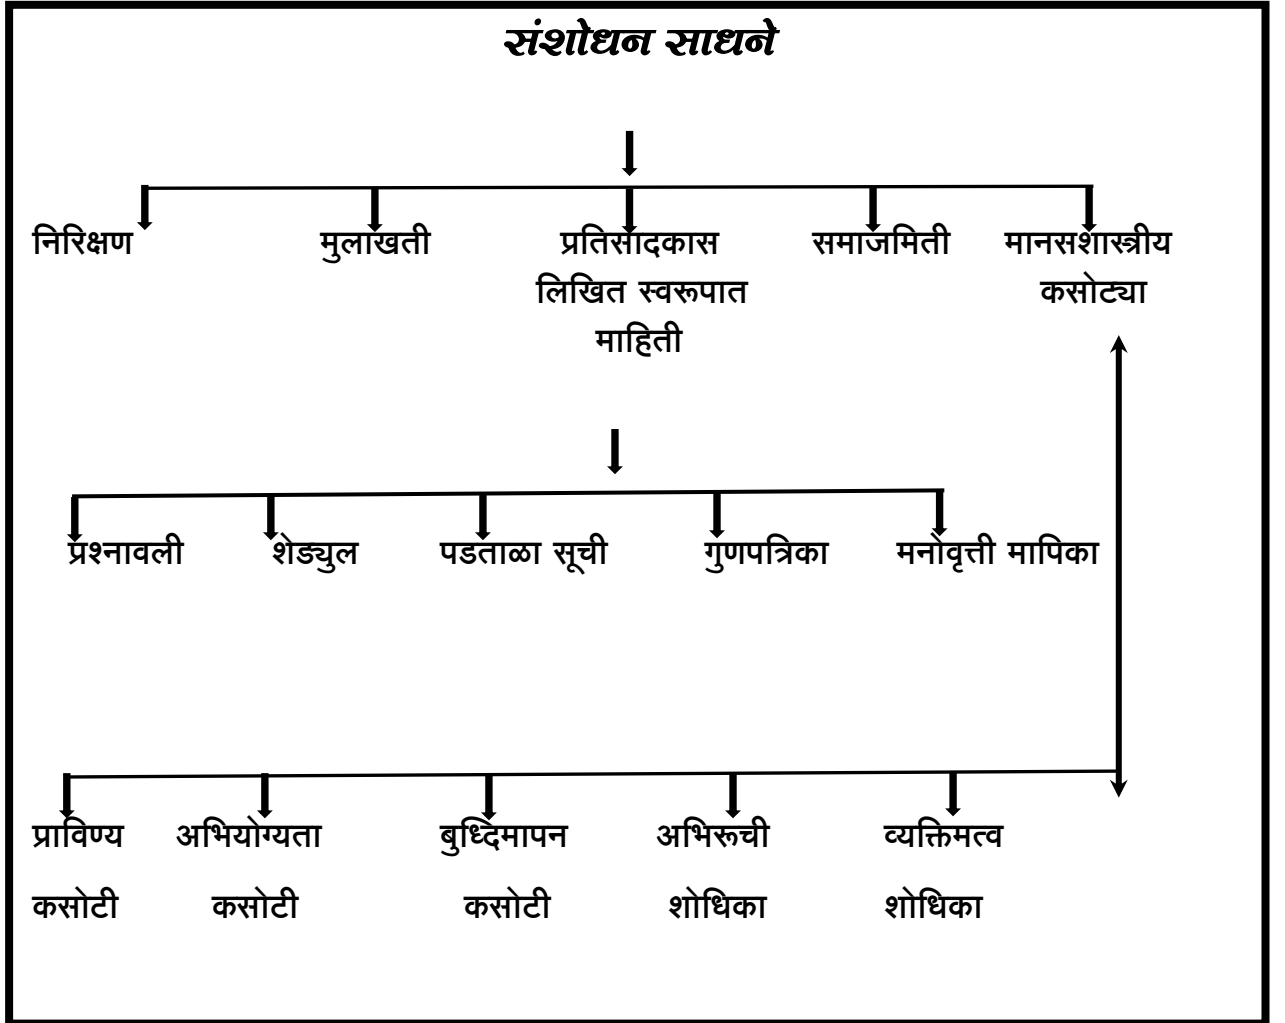 संशोधन साधने
निरिक्षण मुलाखती प्रतिसादकास समाजमिती मानसशास्त्रीय
लिखित स्वरूपात कसोट्या
माहिती
प्रश्नावली शेड्युल पडताळा सूची गुणपत्रिका मनोवृत्ती मापिका
प्राविण्य अभियोग्यता बुध्दिमापन अभिरूची व्यक्तिमत्व
कसोटी कसोटी कसोटी शोधिका शोधिका